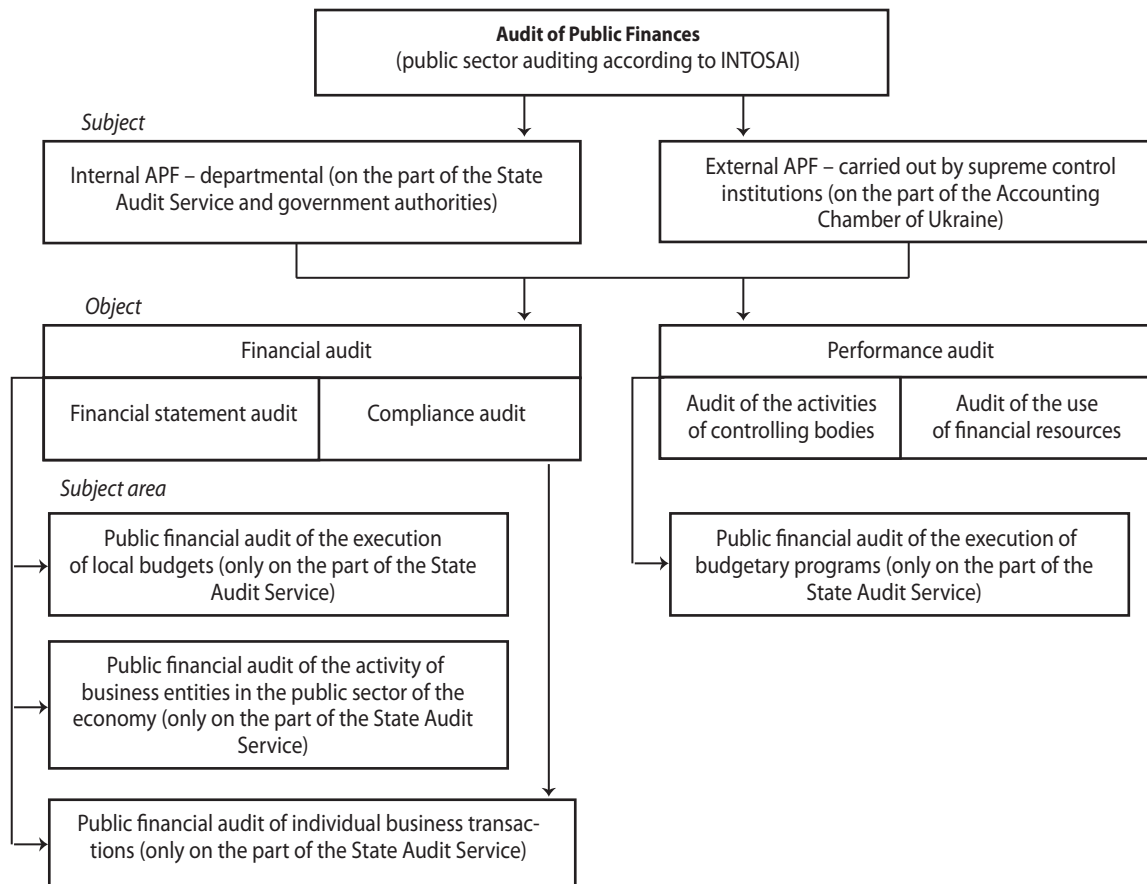 Audit of Public Finances
(public sector auditing according to INTOSAI)
Subject
Internal APF – departmental (on the part of the State
Audit Service and government authorities)
External APF – carried out by supreme control
institutions (on the part of the Accounting
Chamber of Ukraine)
Object
Financial audit
Financial statement audit
Compliance audit
Performance audit
Audit of the activities
of controlling bodies
Audit of the use
of financial resources
Subject area
Public financial audit of the execution
of local budgets (only on the part of the State
Audit Service)
Public financial audit of the activity of
business entities in the public sector of the
economy (only on the part of the State Audit
Service)
Public financial audit of individual business transac-
tions (only on the part of the State Audit Service)
Public financial audit of the execution of
budgetary programs (only on the part of the
State Audit Service)